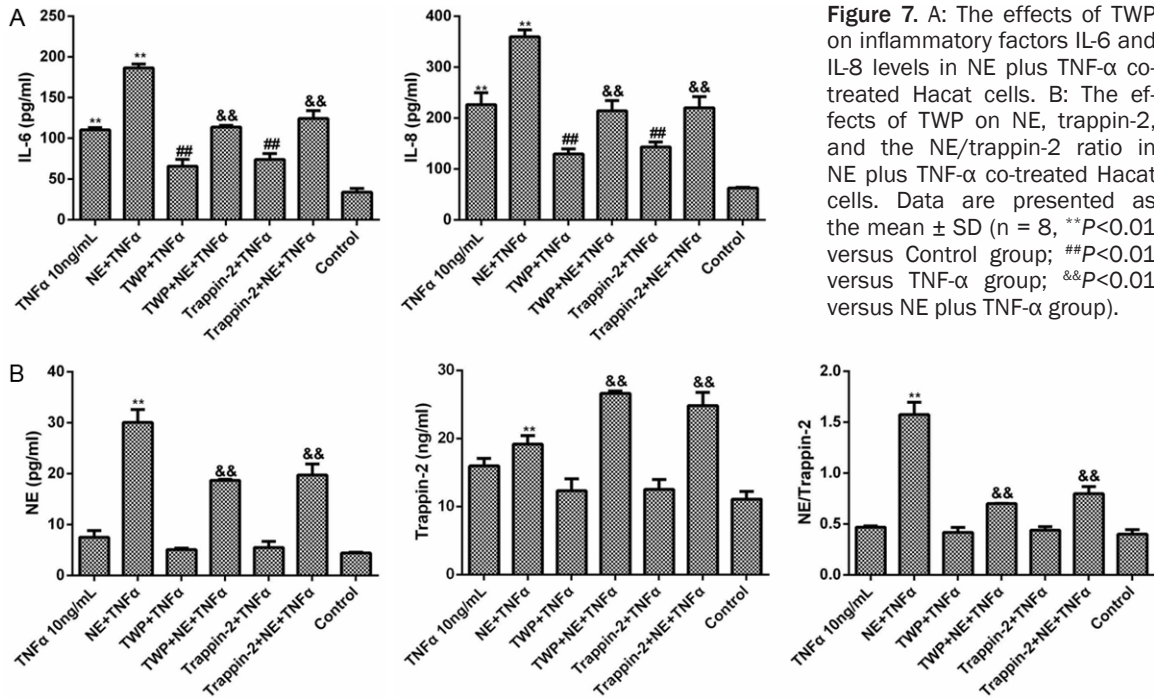 A
IL-6 (pg/ml)
250
200
150
100
50
0
**
**
##
&&
##
&&
TNFα 10ng/mL
NE+TNFα
TWP+TNFα
TWP+NE+TNFα
Trappin-2+TNFα
Trappin-2+NE+TNFα
Control
IL-8 (pg/ml)
400
300
200
100
0
**
**
##
&&
##
&&
TNFα 10ng/mL
NE+TNFα
TWP+TNFα
TWP+NE+TNFα
Trappin-2+TNFα
Trappin-2+NE+TNFα
Control
Figure 7. A: The effects of TWP
on inflammatory factors IL-6 and
IL-8 levels in NE plus TNF-α co-
treated Hacat cells. B: The ef-
fects of TWP on NE, trappin-2,
and the NE/trappin-2 ratio in
NE plus TNF-α co-treated Hacat
cells. Data are presented as
the mean ± SD (n = 8, **P<0.01
versus Control group; ##P<0.01
versus TNF-α group; &&P<0.01
versus NE plus TNF-α group).
B
NE (pg/ml)
40
30
20
10
0
**
&&
&&
TNFα 10ng/mL
NE+TNFα
TWP+TNFα
TWP+NE+TNFα
Trappin-2+TNFα
Trappin-2+NE+TNFα
Control
Trappin-2 (ng/ml)
30
20
10
0
**
&&
&&
TNFα 10ng/mL
NE+TNFα
TWP+TNFα
TWP+NE+TNFα
Trappin-2+TNFα
Trappin-2+NE+TNFα
Control
NE/Trappin-2
2.0
1.5
1.0
0.5
0.0
**
&&
&&
TNFα 10ng/mL
NE+TNFα
TWP+TNFα
TWP+NE+TNFα
Trappin-2+TNFα
Trappin-2+NE+TNFα
Control